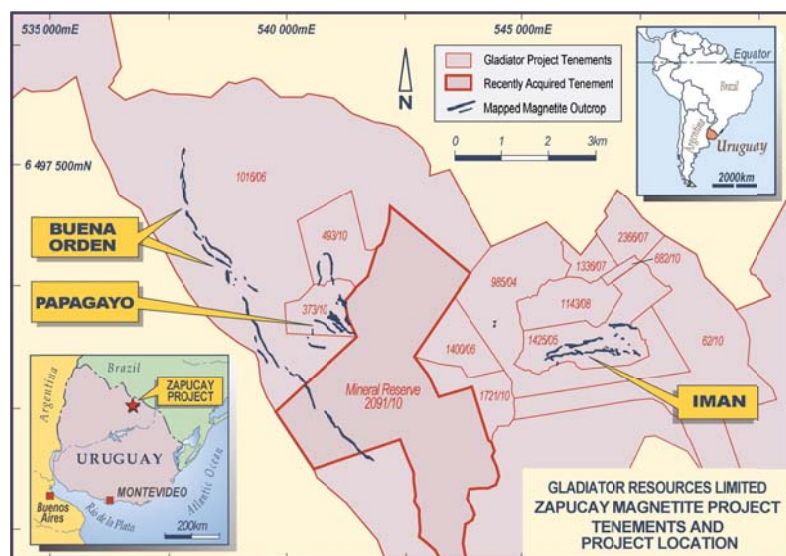 535 000mE
540 000mE
545 000mE
Gladiator Project Tenements
Recently Acquired Tenement
Mapped Magnetite Outcrop
N
0 1 2 3km
Equator
Brazil
Argentina
Uruguay
2000km
6 497 500mN
1016/06
BUENA
ORDEN
493/10
PAPAGAYO
373/10
2366/07
682/10
1336/07
985/04
1143/08
1425/05
62/10
1400/06
1721/10
Mineral Reserve
2091/10
IMAN
Brazil
Argentina
ZAPUCAY
PROJECT
URUGUAY
MONTEVIDEO
Buenos
Aires
Rio de la Plata
Atlantic Ocean
200km
GLADIATOR RESOURCES LIMITED
ZAPUCAY MAGNETITE PROJECT
TENEMENTS AND
PROJECT LOCATION